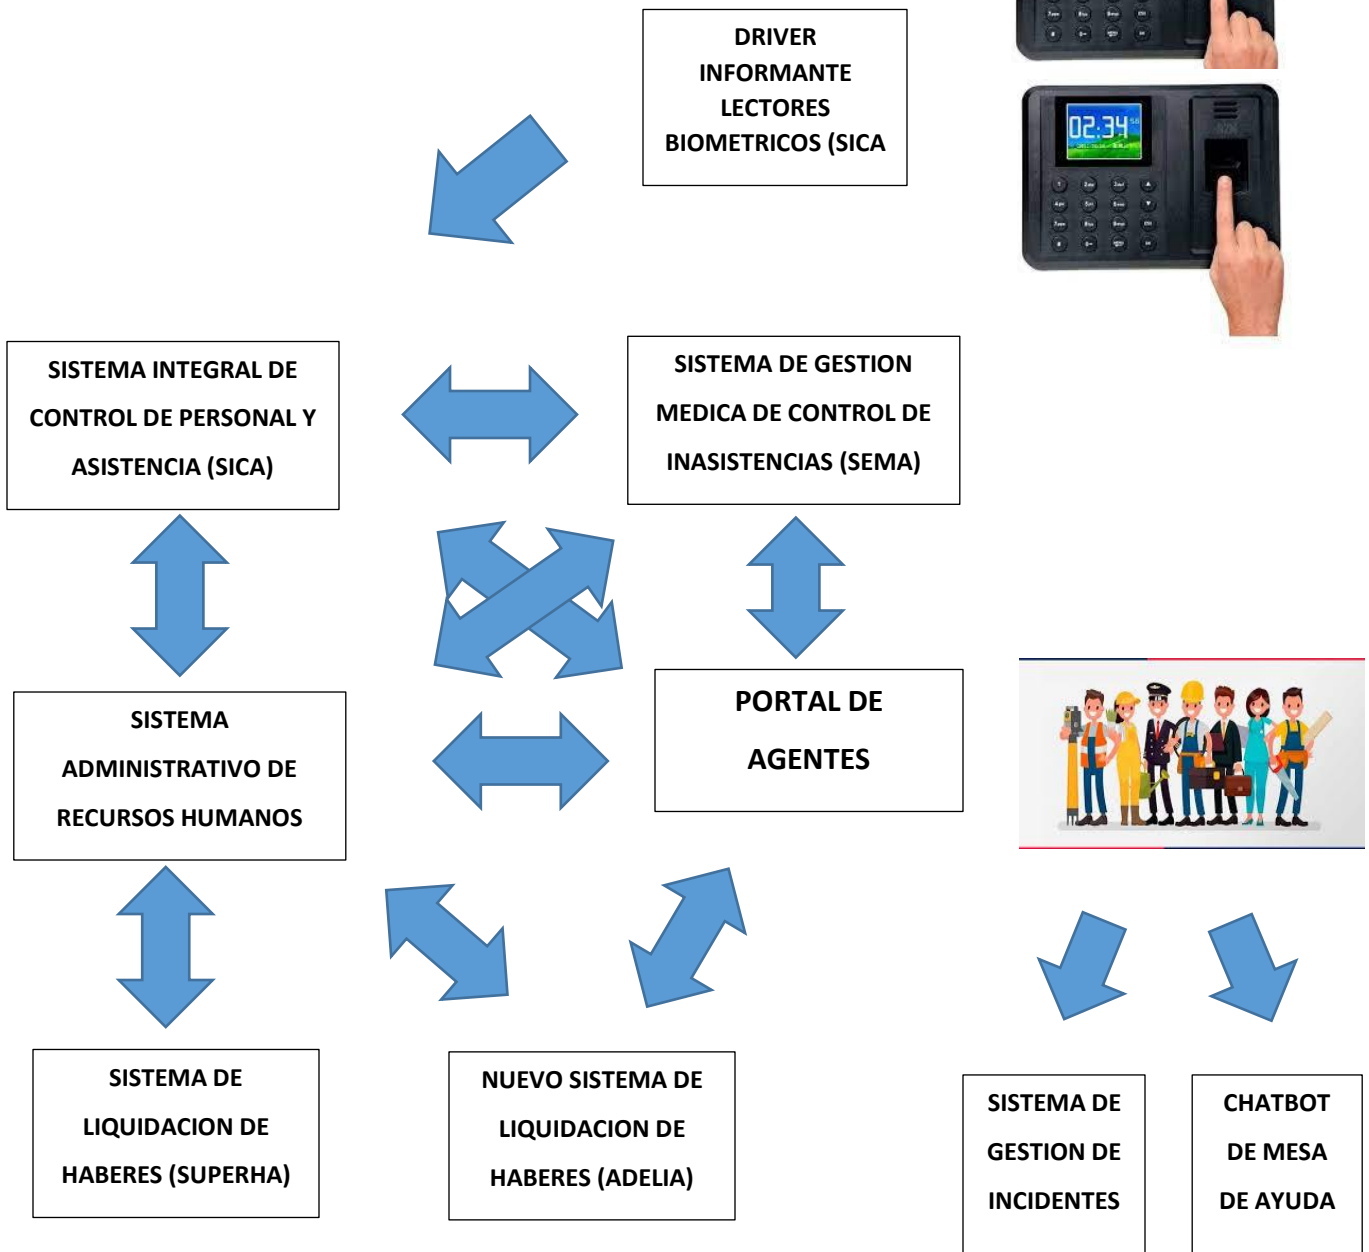 DRIVER
INFORMANTE
LECTORES
BIOMETRICOS (SICA
02:34
SISTEMA INTEGRAL DE
CONTROL DE PERSONAL Y
ASISTENCIA (SICA)
SISTEMA DE GESTION
MEDICA DE CONTROL DE
INASISTENCIAS (SEMA)
SISTEMA
ADMINISTRATIVO DE
RECURSOS HUMANOS
PORTAL DE
AGENTES
SISTEMA DE
LIQUIDACION DE
HABERES (SUPERHA)
NUEVO SISTEMA DE
LIQUIDACION DE
HABERES (ADELIA)
SISTEMA DE
GESTION DE
INCIDENTES
CHATBOT
DE MESA
DE AYUDA